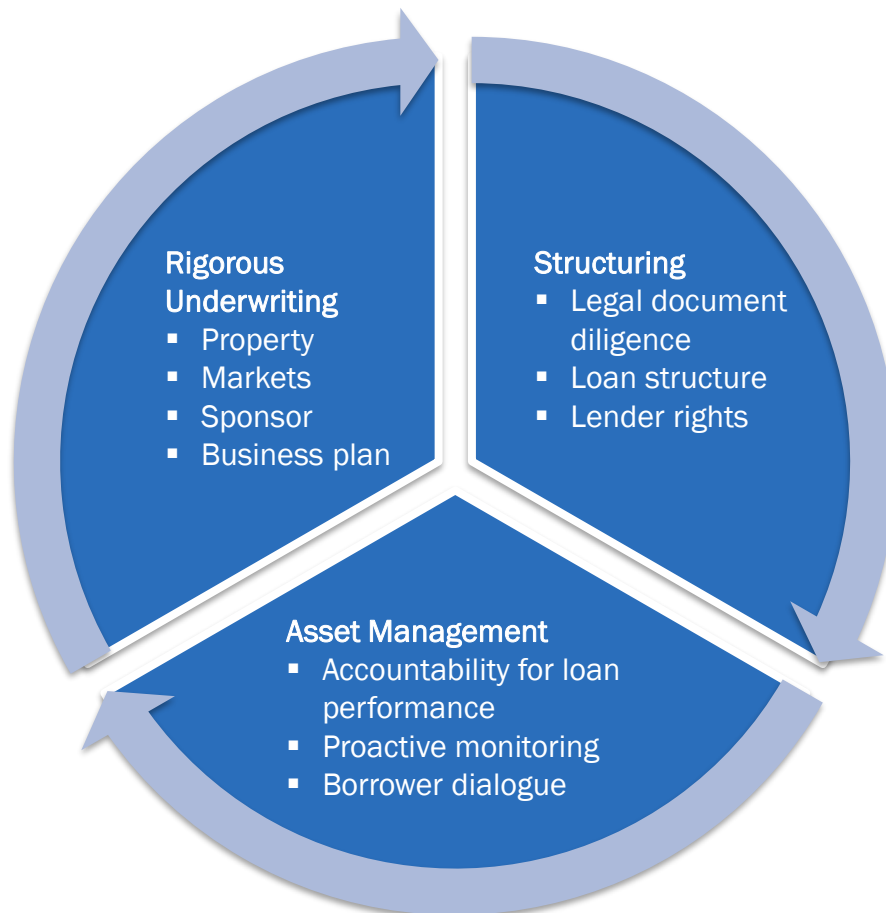 Rigorous
Underwriting
▪ Property
▪ Markets
▪ Sponsor
▪ Business plan
Structuring
▪ Legal document
diligence
▪ Loan structure
▪ Lender rights
Asset Management
▪ Accountability for loan
performance
▪ Proactive monitoring
▪ Borrower dialogue